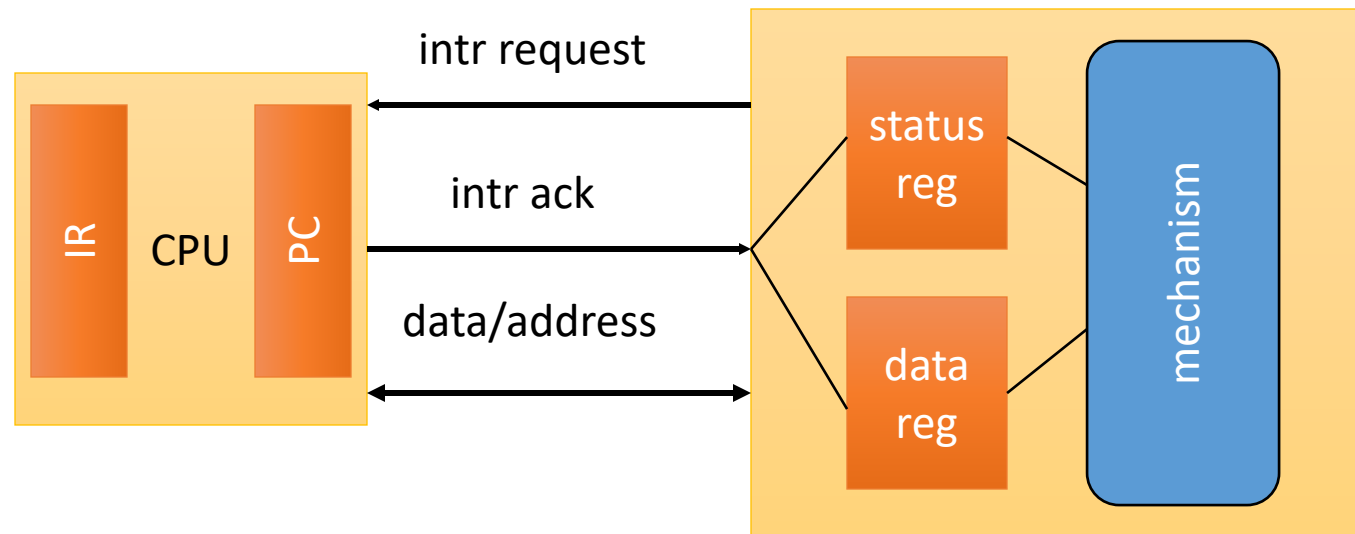 intr request
intr ack
data/address
IR
CPU
PC
status
reg
data
reg
mechanism